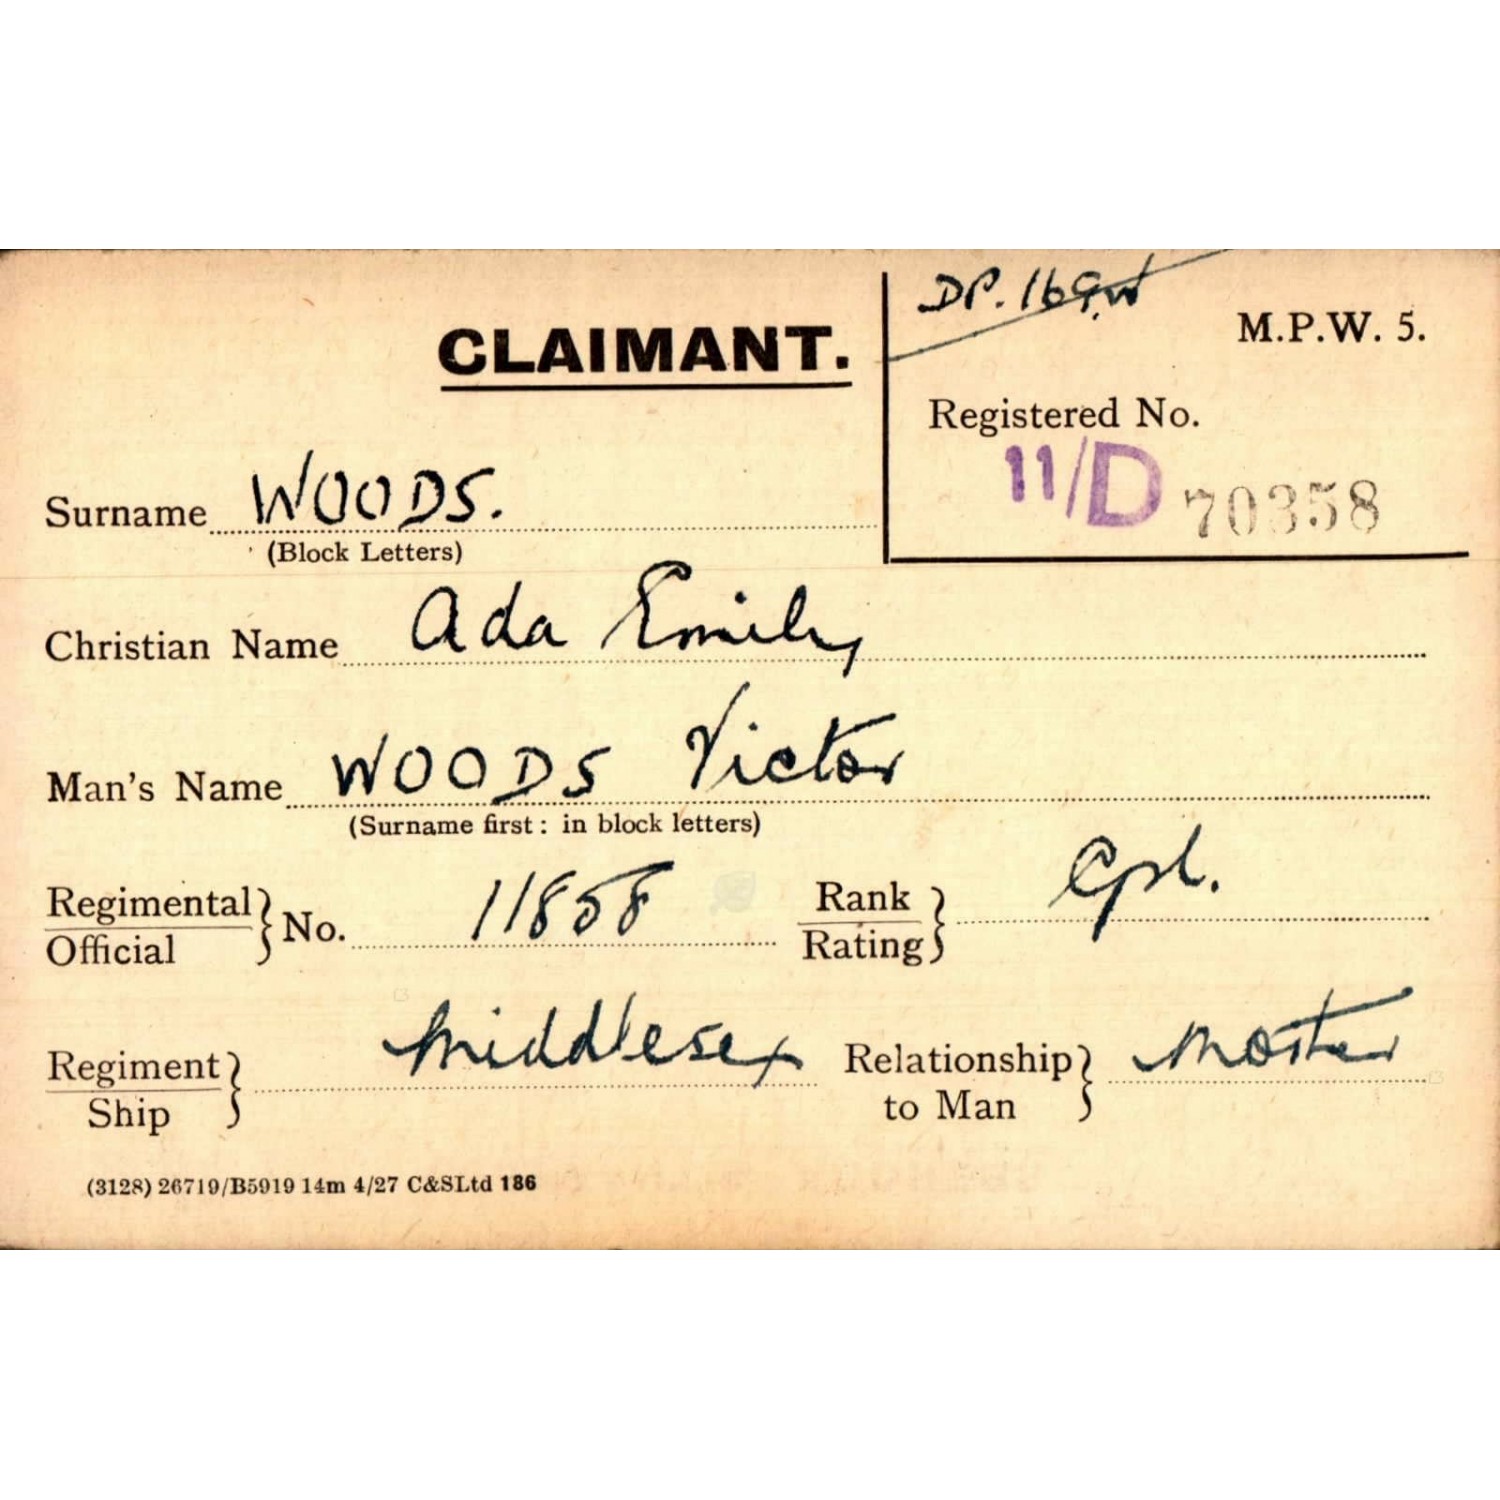 DP. 169W
M.P.W. 5.
CLAIMANT.
Registered No.
11/D 70358
Surname WOODS.
(Block Letters)
Christian Name Ada Emily
Man's Name WOODS Victor
(Surname first: in block letters)
Regimental
Official } No. 11858
Rank
Rating } Cpl.
Regiment
Ship } Middlesex
Relationship
to Man } Mother
(3128) 26719/B5919 14m 4/27 C&SLtd 186